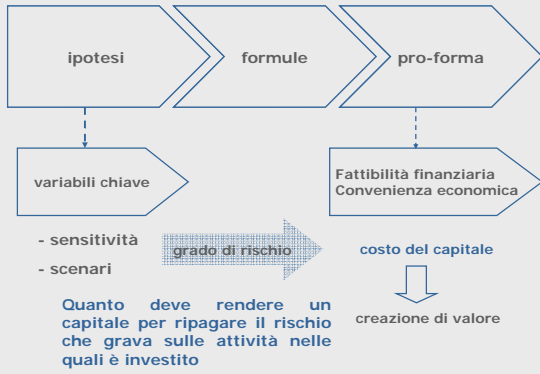 ipotesi
formule
pro-forma
variabili chiave
Fattibilità finanziaria
Convenienza economica
- sensitività
- scenari
grado di rischio
costo del capitale
Quanto deve rendere un
capitale per ripagare il rischio
che grava sulle attività nelle
quali è investito
creazione di valore